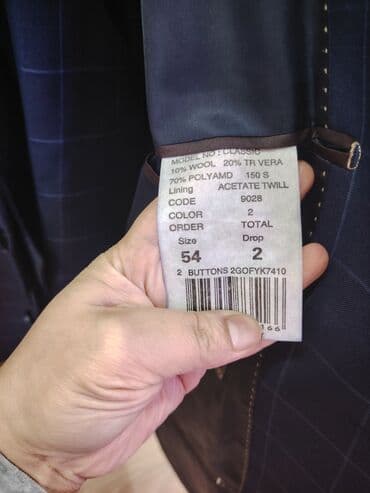 MODEL NO : CLASSIC
10% WOOL 20% TR VERA
70% POLYAMD 150 S
Lining ACETATE TWILL
CODE 9028
COLOR 2
ORDER TOTAL
Size Drop
54 2
2 BUTTONS 2GOFYK7410
166